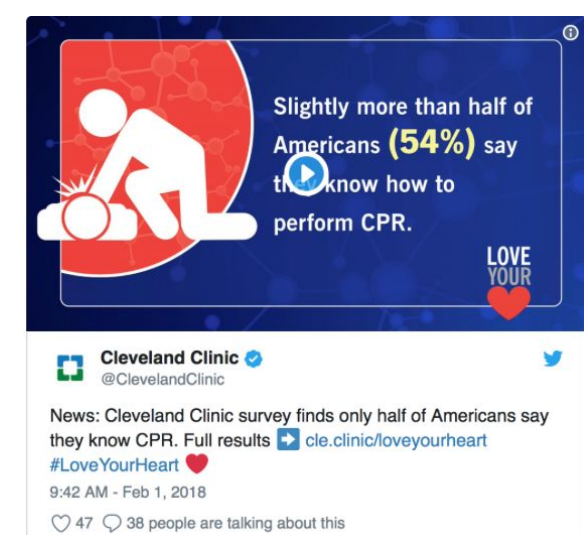 Slightly more than half of
Americans (54%) say
they know how to
perform CPR.
LOVE
YOUR
Cleveland Clinic
@ClevelandClinic
News: Cleveland Clinic survey finds only half of Americans say
they know CPR. Full results ➡️ cle.clinic/loveyourheart
#LoveYourHeart ❤️
9:42 AM - Feb 1, 2018
47 38 people are talking about this